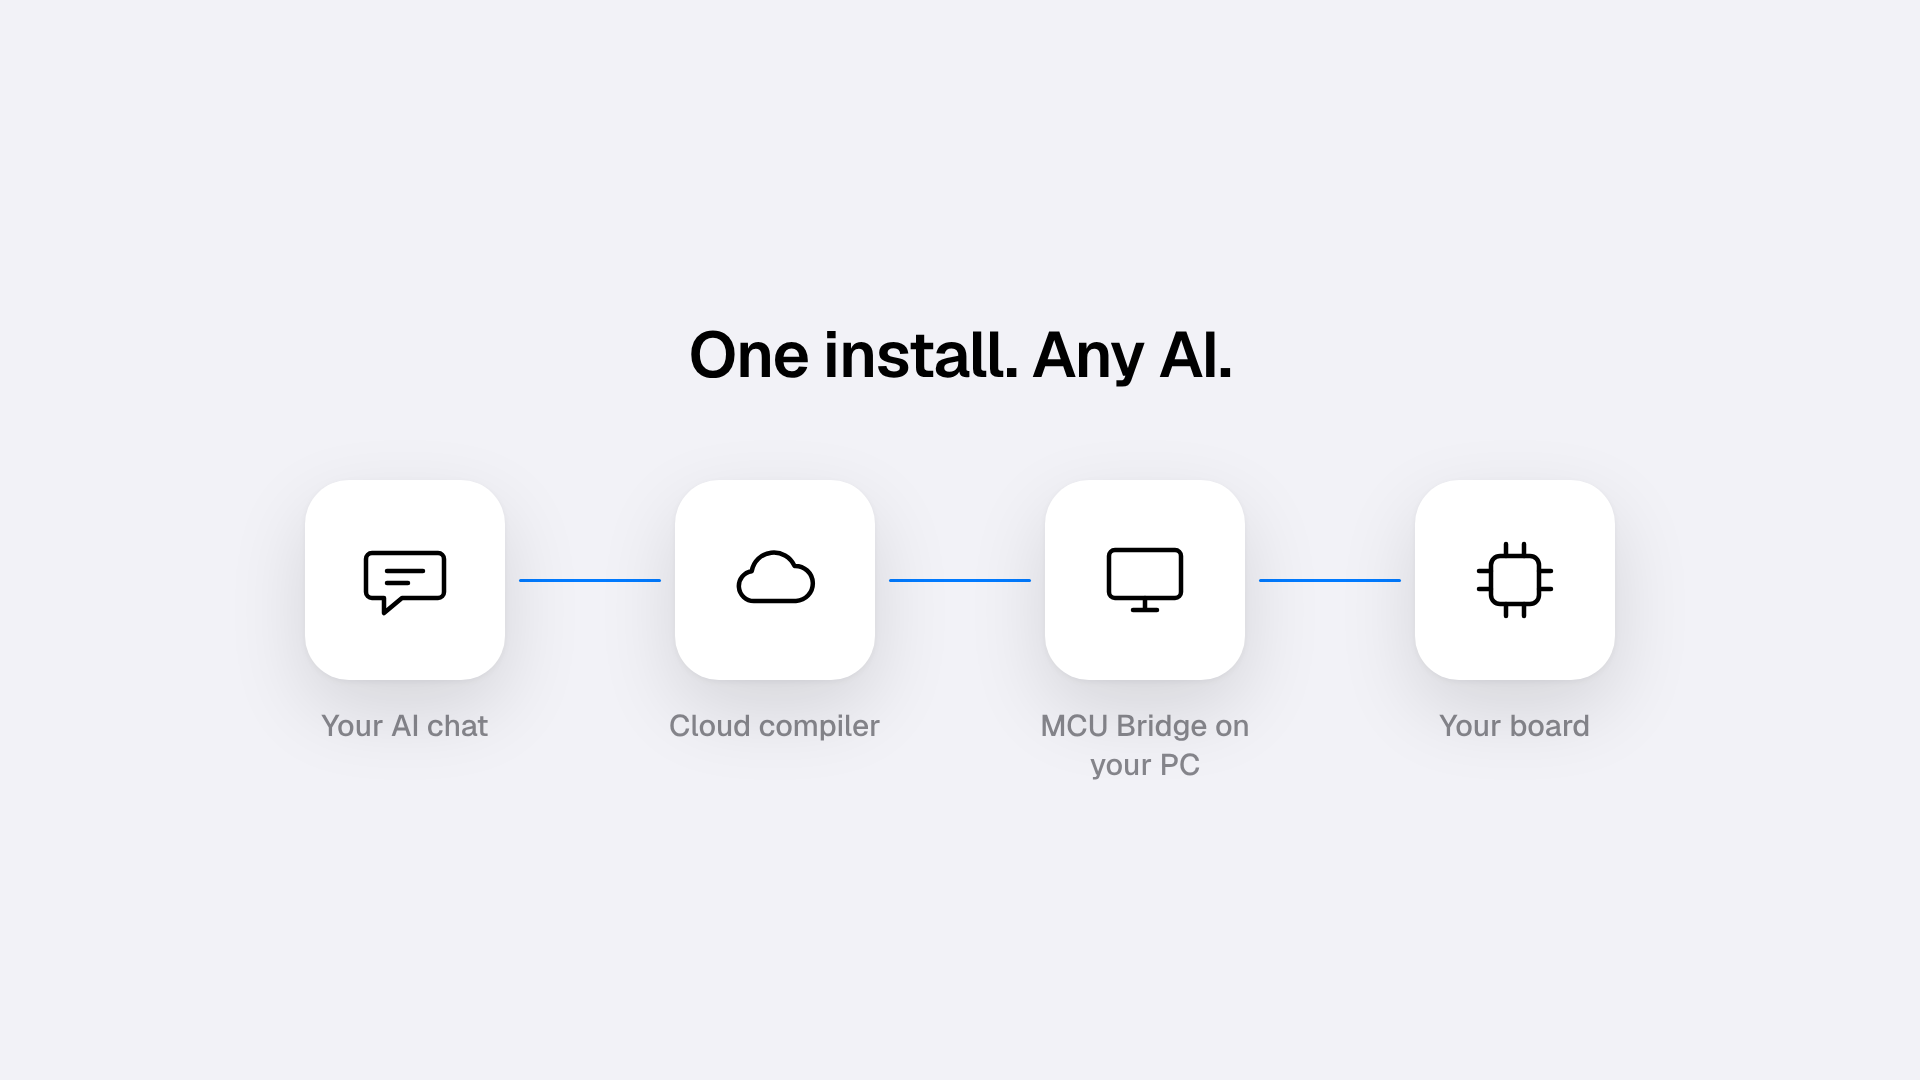 One install. Any AI.
Your AI chat
Cloud compiler
MCU Bridge on
your PC
Your board